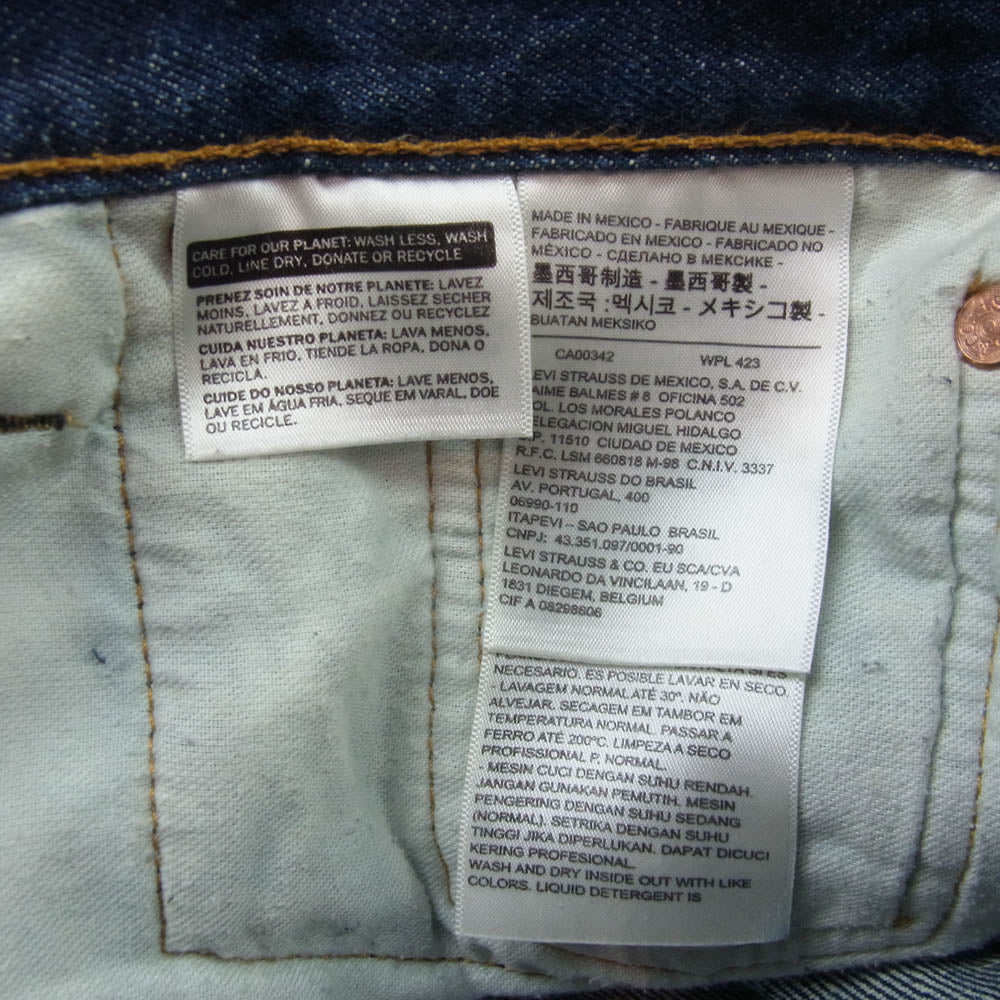 CARE FOR OUR PLANET: WASH LESS, WASH
COLD, LINE DRY, DONATE OR RECYCLE
PRENEZ SOIN DE NOTRE PLANETE: LAVEZ
MOINS, LAVEZ A FROID, LAISSEZ SECHER
NATURELLEMENT, DONNEZ OU RECYCLEZ
CUIDA NUESTRO PLANETA: LAVA MENOS,
LAVA EN FRIO, TIENDE LA ROPA, DONA O
RECICLA.
CUIDE DO NOSSO PLANETA: LAVE MENOS,
LAVE EM ÁGUA FRIA, SEQUE EM VARAL, DOE
OU RECICLE.
MADE IN MEXICO - FABRIQUE AU MEXIQUE -
FABRICADO EN MEXICO - FABRICADO NO
MÉXICO - СДЕЛАНО В МЕКСИКЕ -
墨西哥制造 - 墨西哥製 -
제조국 :멕시코 - メキシコ製 -
BUATAN MEKSIKO
CA00342 WPL 423
LEVI STRAUSS DE MEXICO, S.A. DE C.V.
AIME BALMES # 8 OFICINA 502
OL. LOS MORALES POLANCO
ELEGACION MIGUEL HIDALGO
.P. 11510 CIUDAD DE MEXICO
R.F.C. LSM 660818 M-98 C.N.I.V. 3337
LEVI STRAUSS DO BRASIL
AV. PORTUGAL, 400
06990-110
ITAPEVI - SAO PAULO BRASIL
CNPJ: 43.351.097/0001-90
LEVI STRAUSS & CO. EU SCA/CVA
LEONARDO DA VINCILAAN, 19 - D
1831 DIEGEM, BELGIUM
CIF A 08298606
SI ES
NECESARIO. ES POSIBLE LAVAR EN SECO.
- LAVAGEM NORMAL ATÉ 30º. NÃO
ALVEJAR. SECAGEM EM TAMBOR EM
TEMPERATURA NORMAL. PASSAR A
FERRO ATÉ 200ºC. LIMPEZA A SECO
PROFISSIONAL P, NORMAL.
- MESIN CUCI DENGAN SUHU RENDAH.
JANGAN GUNAKAN PEMUTIH. MESIN
PENGERING DENGAN SUHU SEDANG
(NORMAL). SETRIKA DENGAN SUHU
TINGGI JIKA DIPERLUKAN. DAPAT DICUCI
KERING PROFESIONAL.
WASH AND DRY INSIDE OUT WITH LIKE
COLORS. LIQUID DETERGENT IS